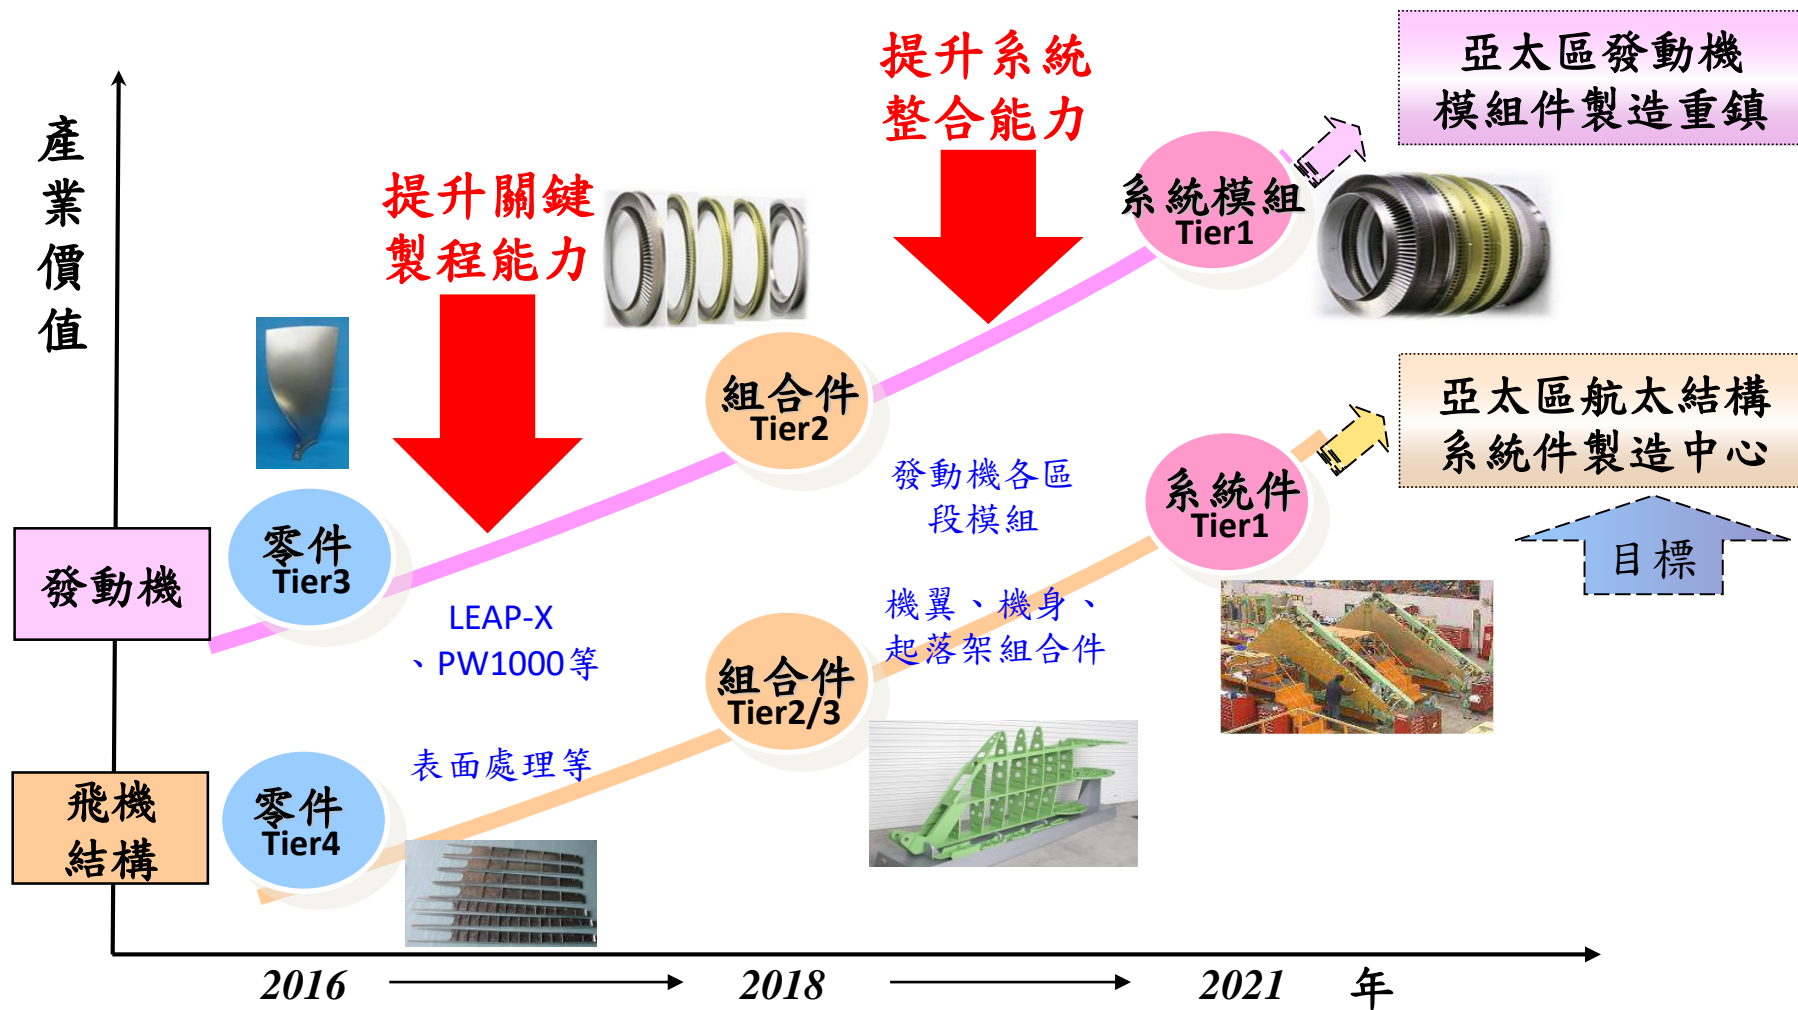 產
業
價
值
提升關鍵
製程能力
提升系統
整合能力
亞太區發動機
模組件製造重鎮
系統模組
Tier1
組合件
Tier2
零件
Tier3
發動機
亞太區航太結構
系統件製造中心
目標
系統件
Tier1
發動機各區
段模組
LEAP-X
、PW1000等
機翼、機身、
起落架組合件
組合件
Tier2/3
表面處理等
零件
Tier4
飛機
結構
2016
2018
2021
年